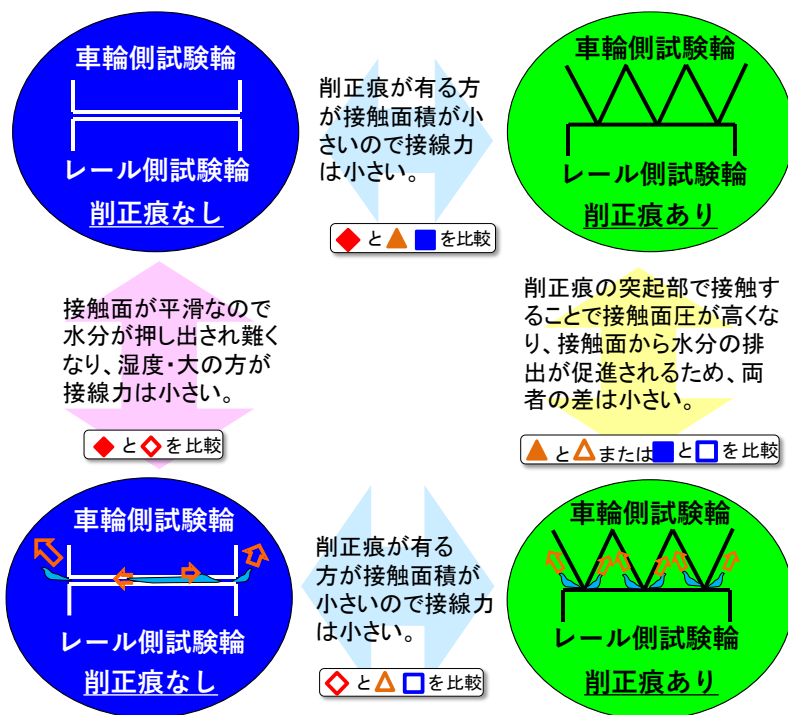 車輪側試験輪
レール側試験輪
削正痕なし
削正痕が有る方
が接触面積が小
さいので接線力
は小さい。
◆と▲■を比較
車輪側試験輪
レール側試験輪
削正痕あり
接触面が平滑なので
水分が押し出され難く
なり、湿度・大の方が
接線力は小さい。
◆と◇を比較
削正痕の突起部で接触す
ることで接触面圧が高くな
り、接触面から水分の排
出が促進されるため、両
者の差は小さい。
▲と△または■と□を比較
車輪側試験輪
レール側試験輪
削正痕なし
削正痕が有る
方が接触面積が
小さいので接線力
は小さい。
◇と△□を比較
車輪側試験輪
レール側試験輪
削正痕あり